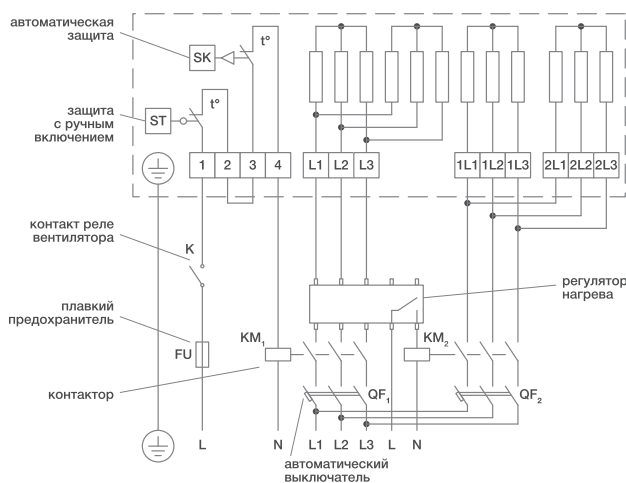 автоматическая
защита
SK
t°
t°
защита
с ручным
включением
ST
1 2 3 4
L1 L2 L3
1L1 1L2 1L3
2L1 2L2 2L3
контакт реле
вентилятора
K
регулятор
нагрева
плавкий
предохранитель
FU
KM₁
KM₂
контактор
QF₁
QF₂
L N L1 L2 L3 L N
автоматический
выключатель